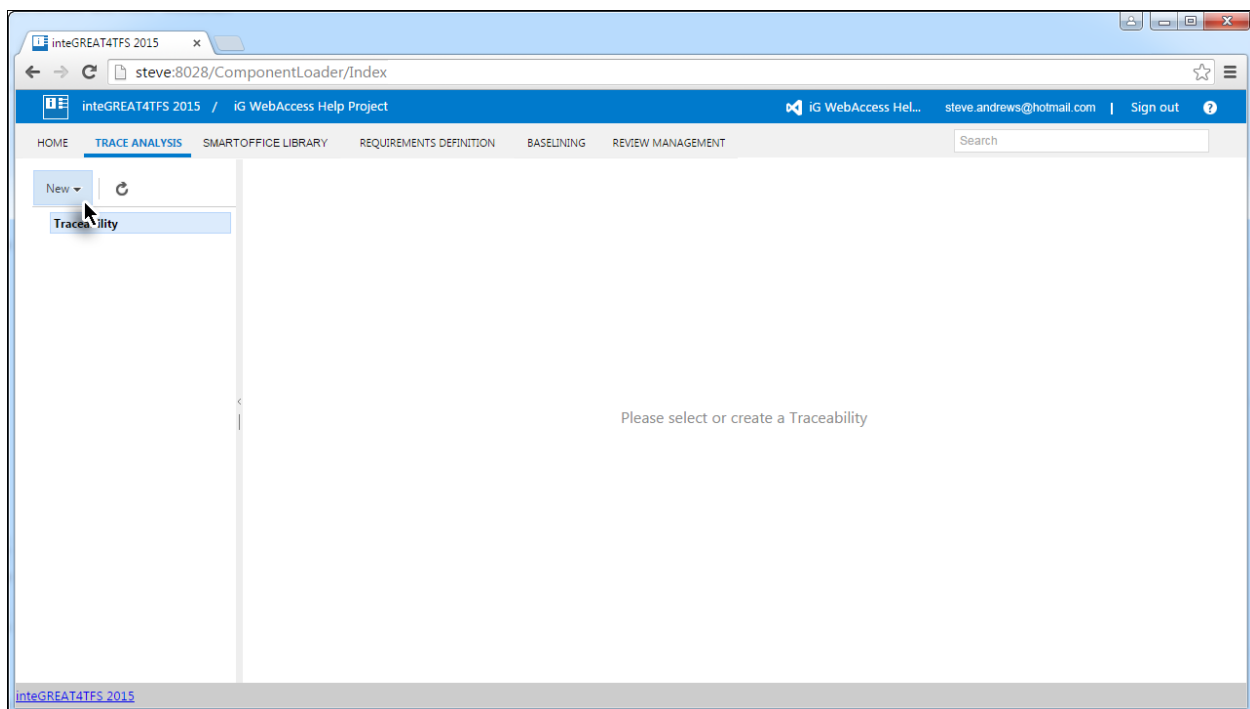 inteGREAT4TFS 2015
steve:8028/ComponentLoader/Index
inteGREAT4TFS 2015 / iG WebAccess Help Project
iG WebAccess Hel... steve.andrews@hotmail.com | Sign out ?
HOME TRACE ANALYSIS SMARTOFFICE LIBRARY REQUIREMENTS DEFINITION BASELINING REVIEW MANAGEMENT Search
New
Traceability
Please select or create a Traceability
inteGREAT4TFS 2015